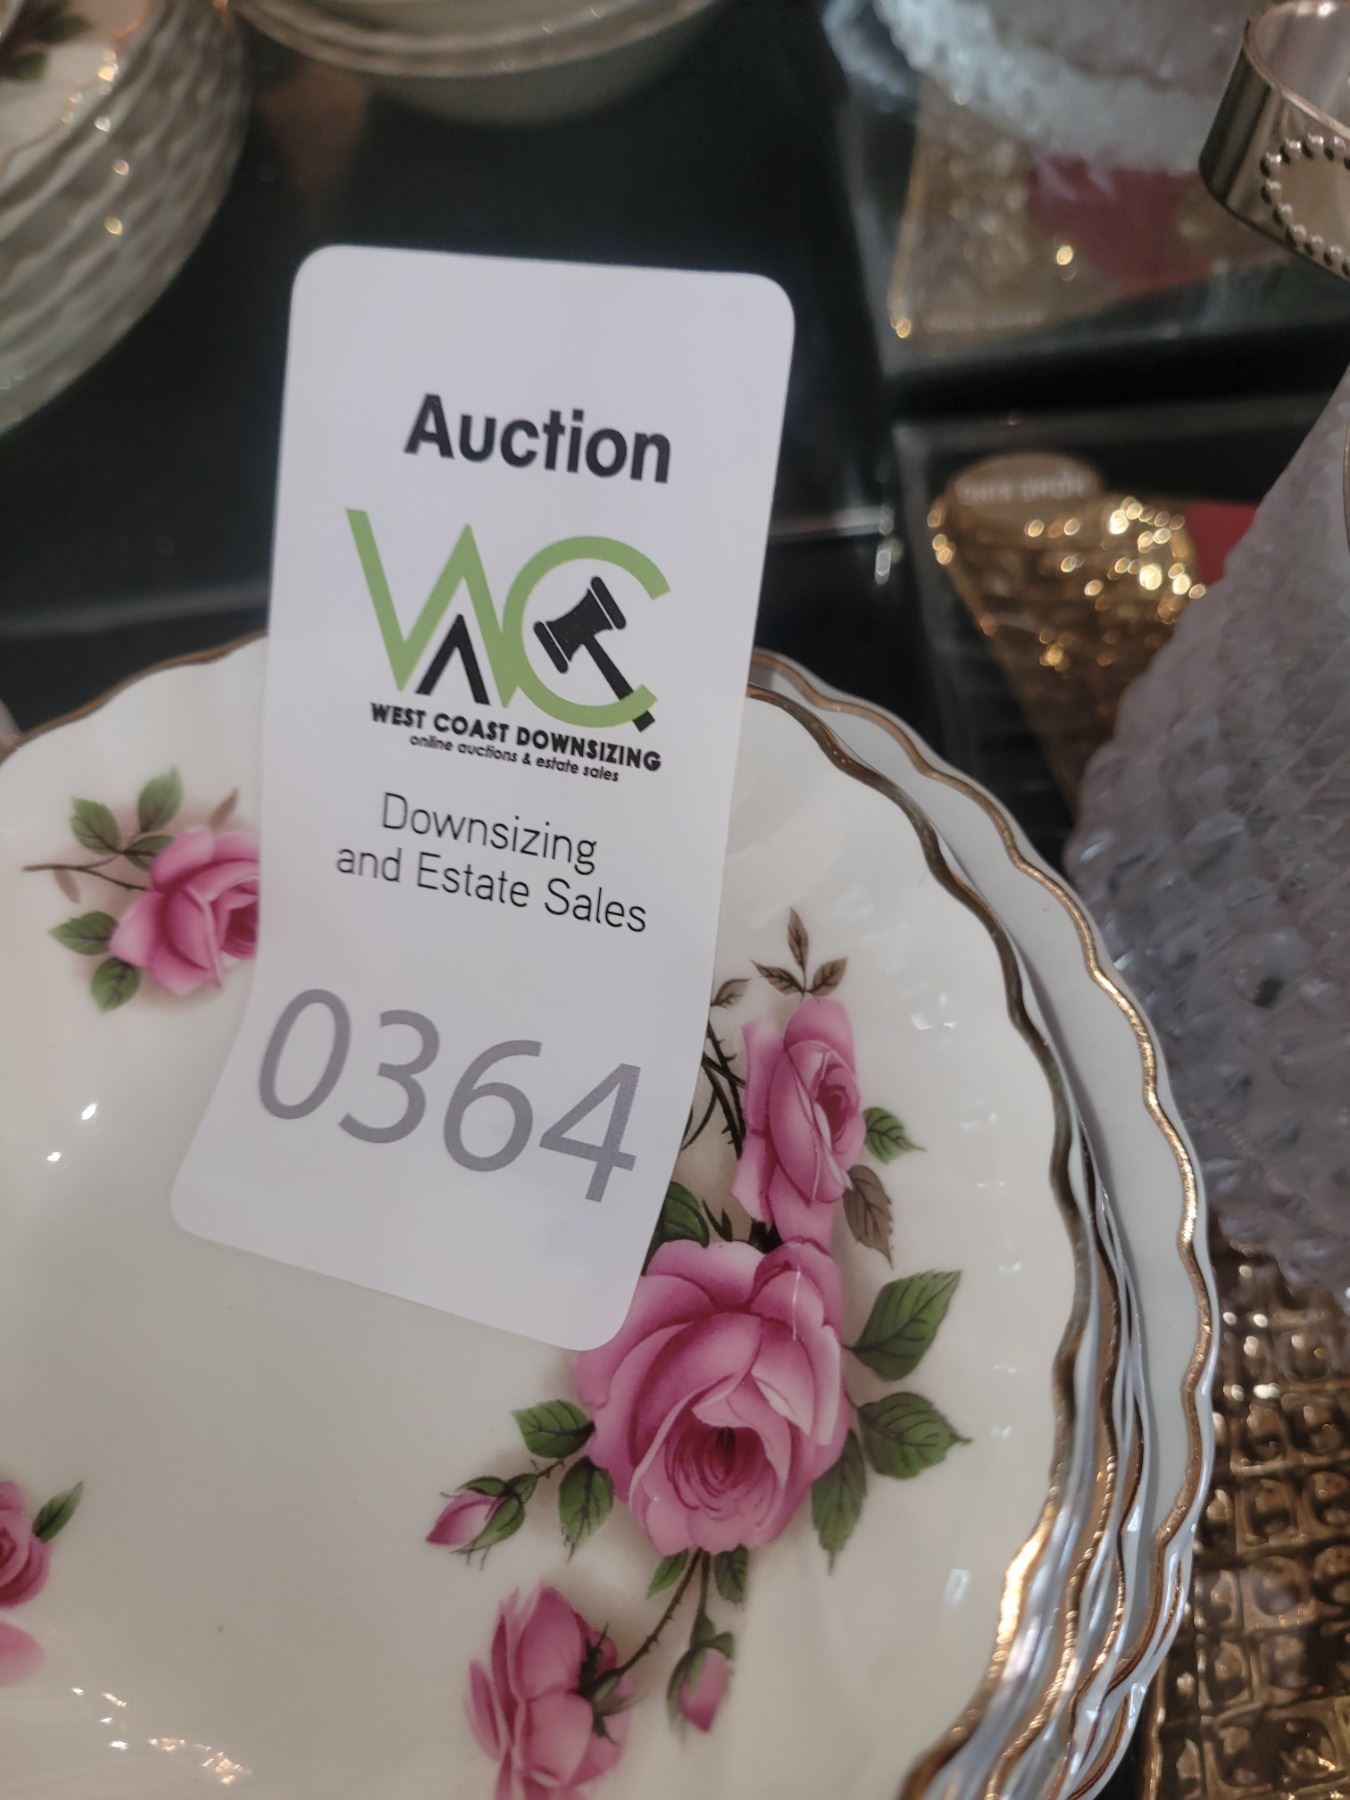 Auction
WAC
WEST COAST DOWNSIZING
online auctions & estate sales
Downsizing
and Estate Sales
0364